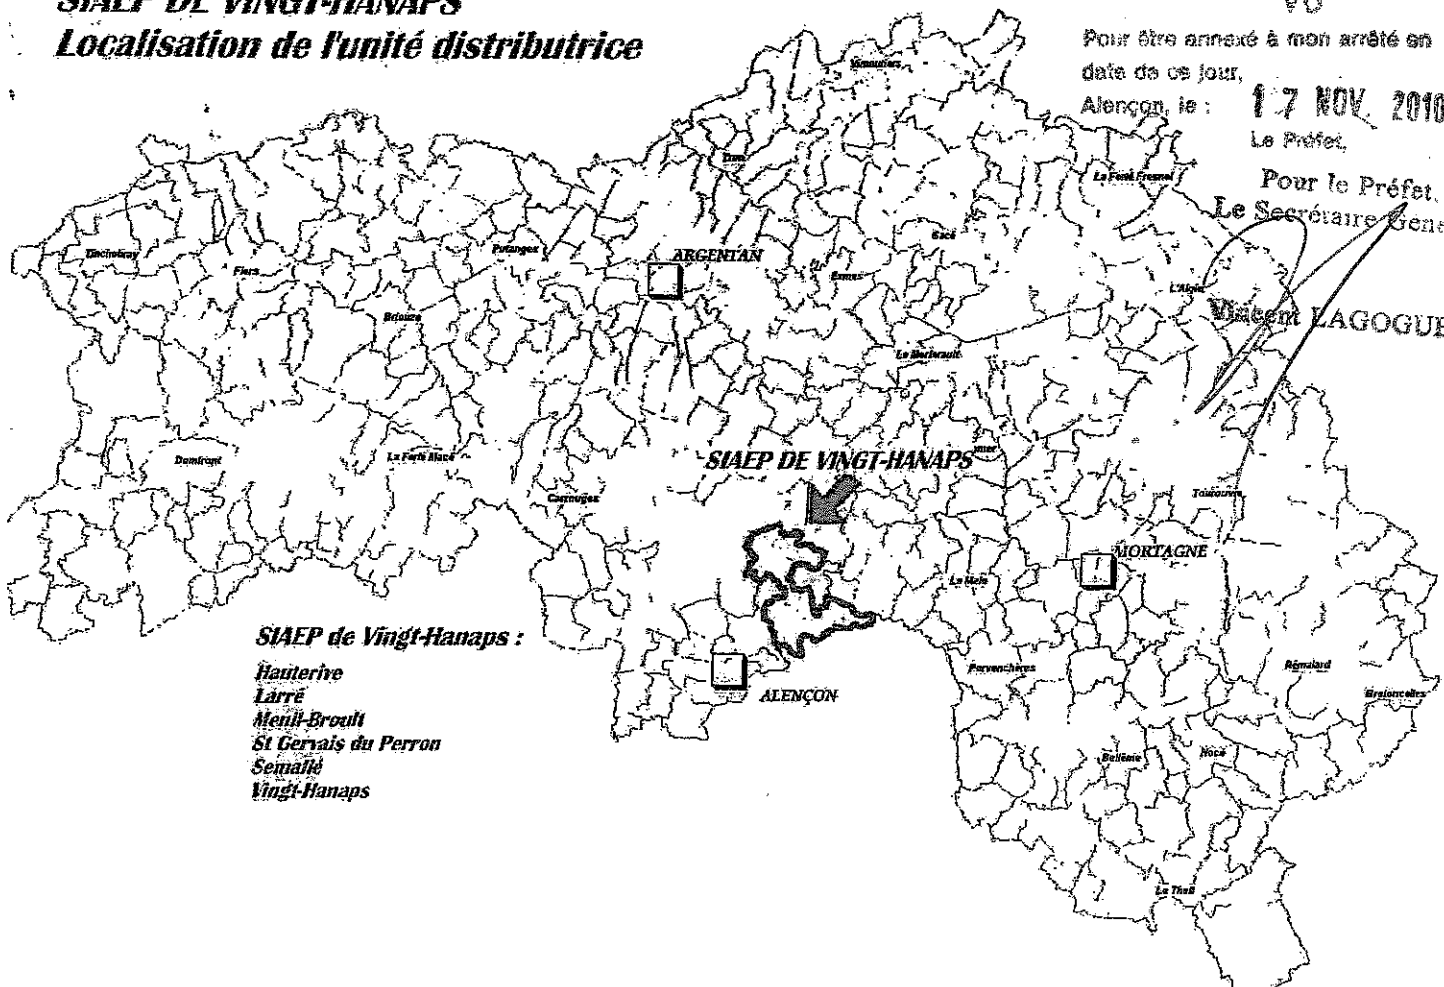 SIAEP DE VINGT-HANAPS
Localisation de l'unité distributrice
VU
Pour être annexé à mon arrêté en
date de ce jour,
Alençon, le : 17 NOV. 2010
Le Préfet,
Pour le Préfet,
Le Secrétaire Géné
Vincent LAGOGUE
Vimoutiers
Trun
La Ferté Fresnel
Gacé
Tinchebray
Flers
Putanges
ARGENTAN
Exmes
L'Aigle
Briouze
Le Merlerault
Domfront
La Ferté Macé
SIAEP DE VINGT-HANAPS
Carrouges
Tourouvre
MORTAGNE
Le Mele
SIAEP de Vingt-Hanaps :
Hauterive
Larré
Menil-Broult
St Gervais du Perron
Semallé
Vingt-Hanaps
ALENÇON
Pervenchères
Rémalard
Bellême
Nocé
Le Theil